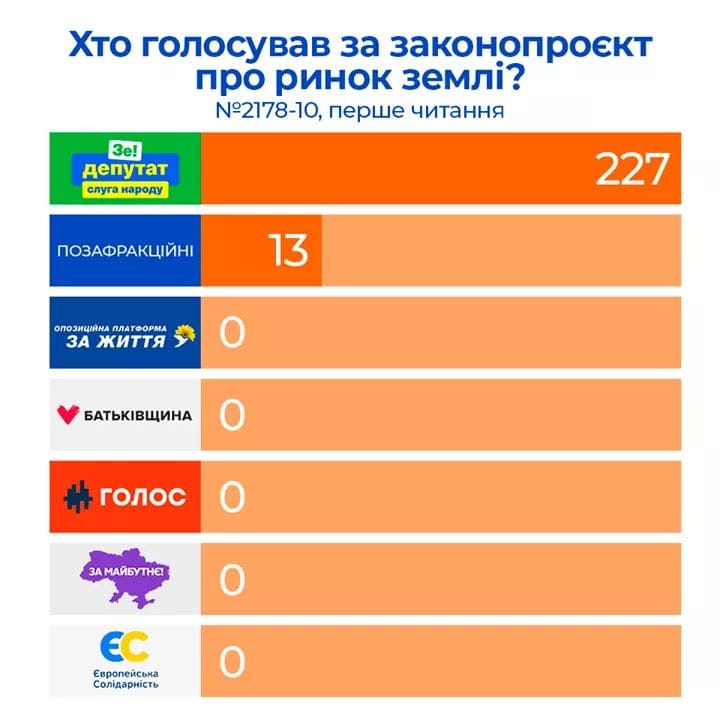 Хто голосував за законопроєкт
про ринок землі?
№2178-10, перше читання
Зе!
депутат
слуга народу
227
ПОЗАФРАКЦІЙНІ
13
ОПОЗИЦІЙНА ПЛАТФОРМА
ЗА ЖИТТЯ
0
БАТЬКІВЩИНА
0
ГОЛОС
0
ЗА МАЙБУТНЄ!
0
ЄС
Європейська
Солідарність
0